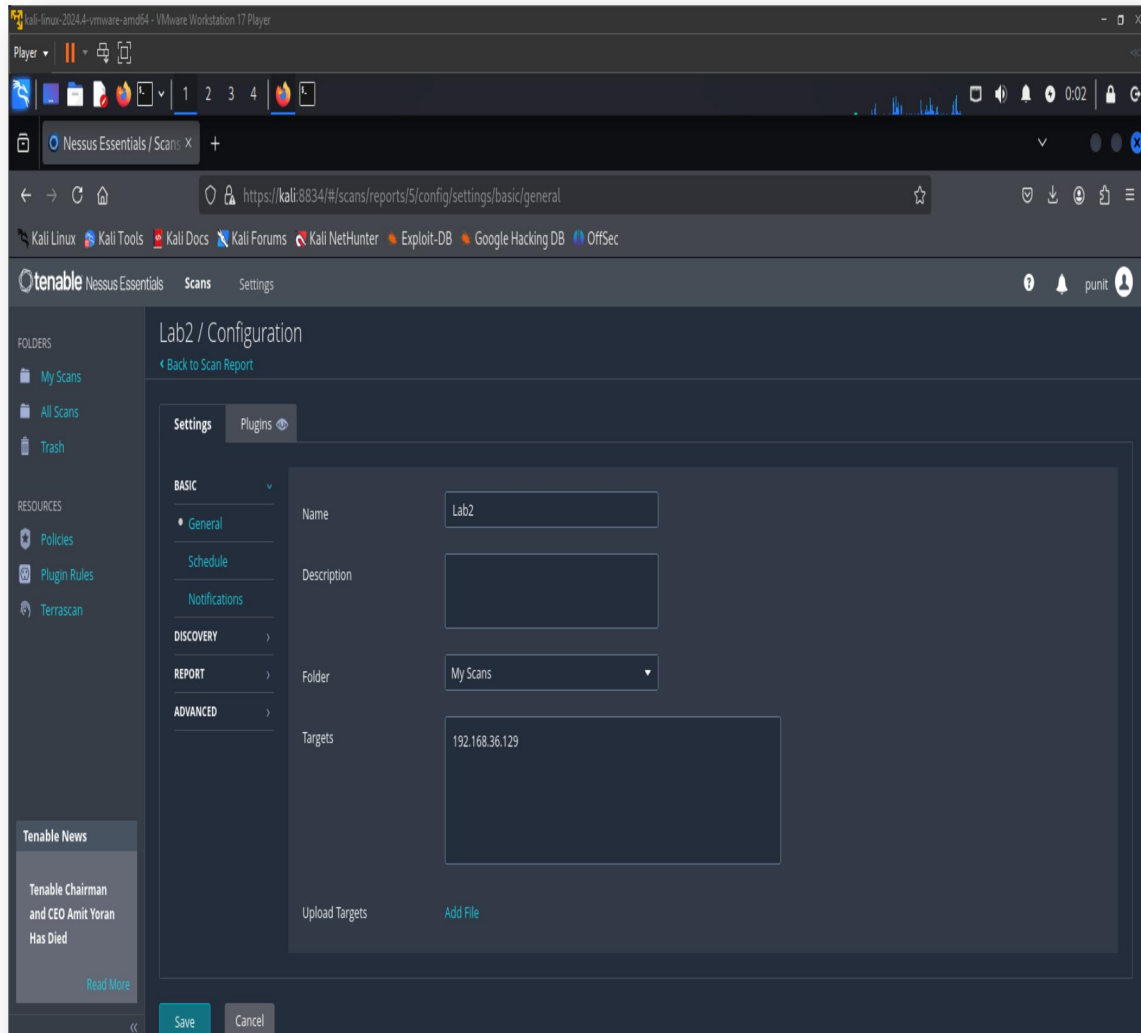 kali-linux-2024.4-vmware-amd64 - VMware Workstation 17 Player
Player
1 2 3 4
0:02
Nessus Essentials / Scans
https://kali:8834/#/scans/reports/5/config/settings/basic/general
Kali Linux Kali Tools Kali Docs Kali Forums Kali NetHunter Exploit-DB Google Hacking DB OffSec
tenable Nessus Essentials Scans Settings
punit
FOLDERS
My Scans
All Scans
Trash
RESOURCES
Policies
Plugin Rules
Terrascan
Tenable News
Tenable Chairman
and CEO Amit Yoran
Has Died
Read More
Lab2 / Configuration
Back to Scan Report
Settings Plugins
BASIC
General
Schedule
Notifications
DISCOVERY
REPORT
ADVANCED
Name Lab2
Description
Folder My Scans
Targets 192.168.36.129
Upload Targets Add File
Save Cancel